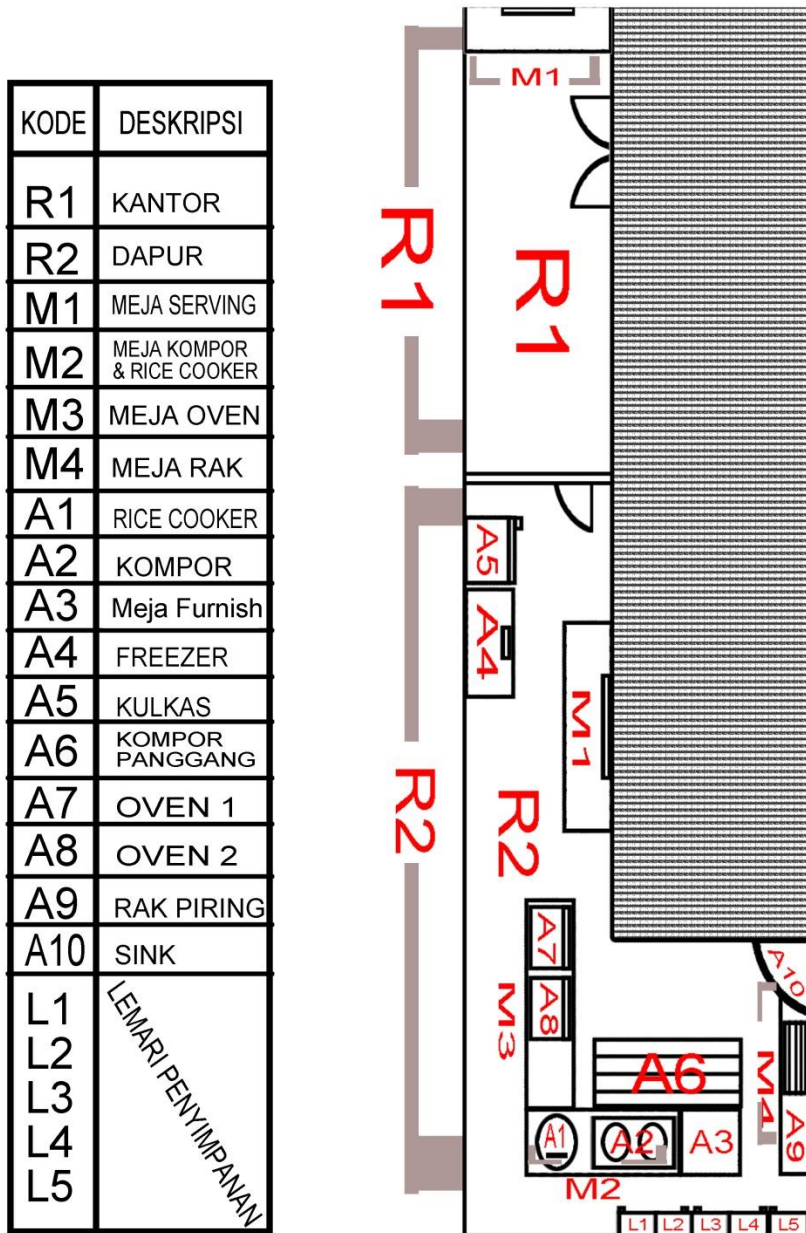 KODE DESKRIPSI
R1 KANTOR
R2 DAPUR
M1 MEJA SERVING
M2 MEJA KOMPOR
& RICE COOKER
M3 MEJA OVEN
M4 MEJA RAK
A1 RICE COOKER
A2 KOMPOR
A3 Meja Furnish
A4 FREEZER
A5 KULKAS
A6 KOMPOR
PANGGANG
A7 OVEN 1
A8 OVEN 2
A9 RAK PIRING
A10 SINK
L1
L2
L3
L4
L5
LEMARI PENYIMPANAN
M1
R1
R1
A5
A4
M1
R2
R2
A7
A8
M3
A10
A6
M4
A9
A1
A2
A3
M2
L1 L2 L3 L4 L5